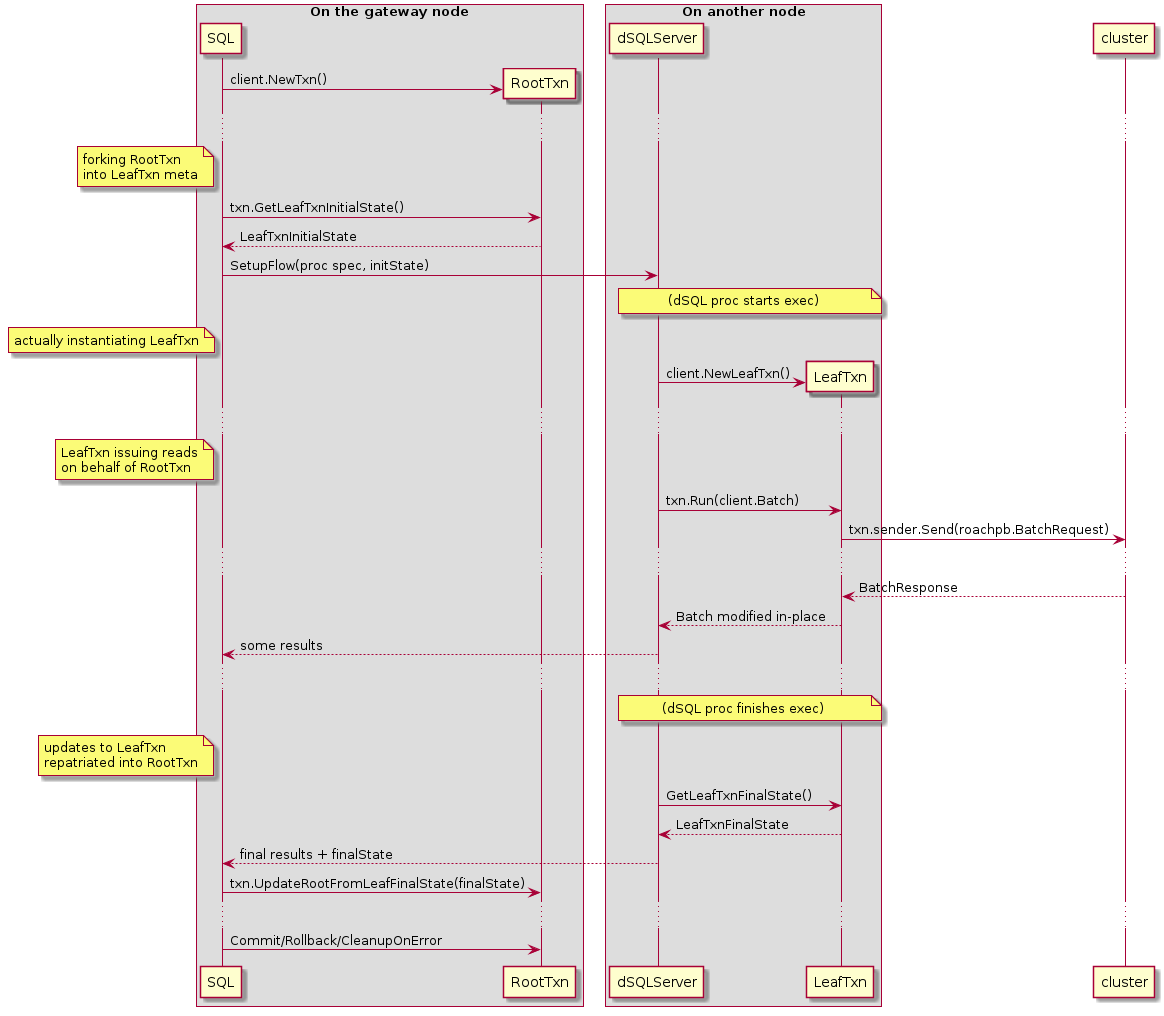 On the gateway node
On another node
SQL
dSQLServer
cluster
client.NewTxn()
RootTxn
forking RootTxn
into LeafTxn meta
txn.GetLeafTxnInitialState()
LeafTxnInitialState
SetupFlow(proc spec, initState)
(dSQL proc starts exec)
actually instantiating LeafTxn
client.NewLeafTxn()
LeafTxn
LeafTxn issuing reads
on behalf of RootTxn
txn.Run(client.Batch)
txn.sender.Send(roachpb.BatchRequest)
BatchResponse
Batch modified in-place
some results
(dSQL proc finishes exec)
updates to LeafTxn
repatriated into RootTxn
GetLeafTxnFinalState()
LeafTxnFinalState
final results + finalState
txn.UpdateRootFromLeafFinalState(finalState)
Commit/Rollback/CleanupOnError
SQL
RootTxn
dSQLServer
LeafTxn
cluster